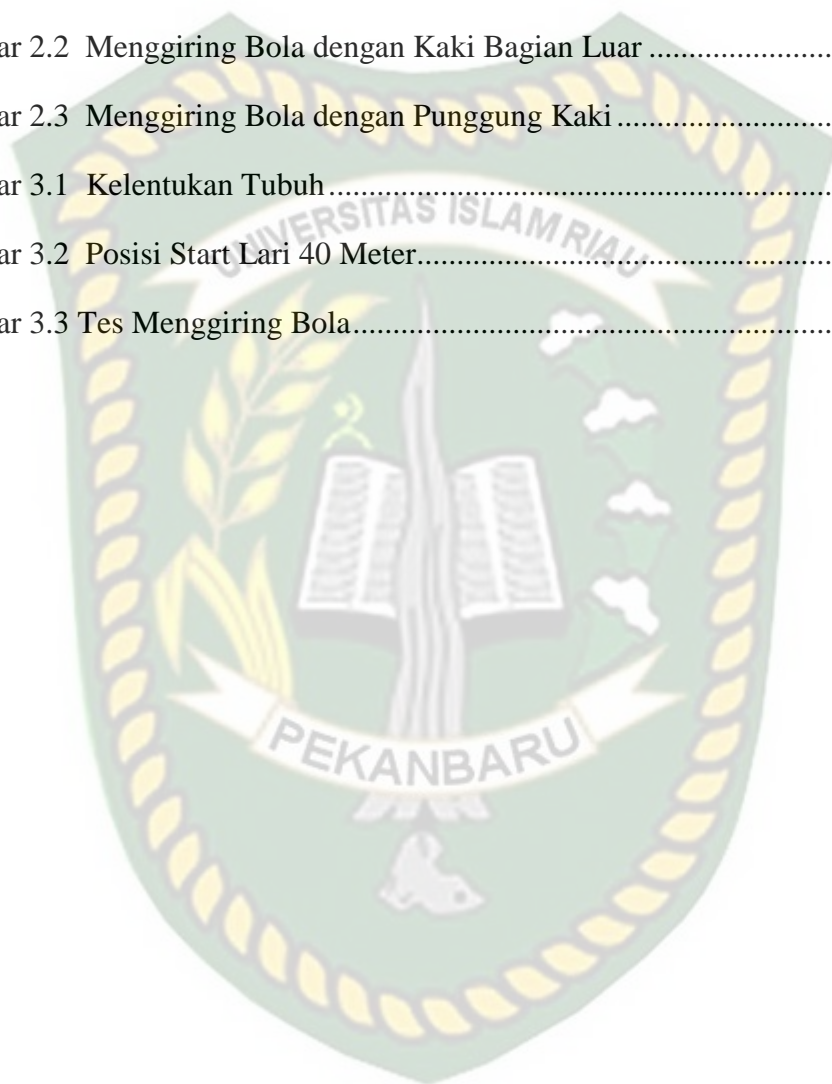 ar 2.2 Menggiring Bola dengan Kaki Bagian Luar .......................
ar 2.3 Menggiring Bola dengan Punggung Kaki ...........................
ar 3.1 Kelentukan Tubuh ...............................................................
ar 3.2 Posisi Start Lari 40 Meter....................................................
ar 3.3 Tes Menggiring Bola............................................................
UNIVERSITAS ISLAM RIAU
PEKANBARU